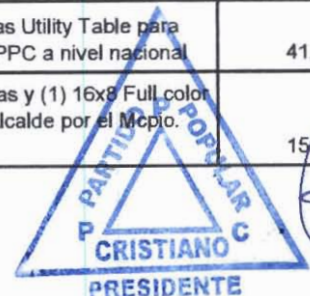 as Utility Table para
PPC a nivel nacional 41
as y (1) 16x8 Full color
lcalde por el Mcpio.
15
PARTIDO POPULAR
P C
CRISTIANO
PRESIDENTE